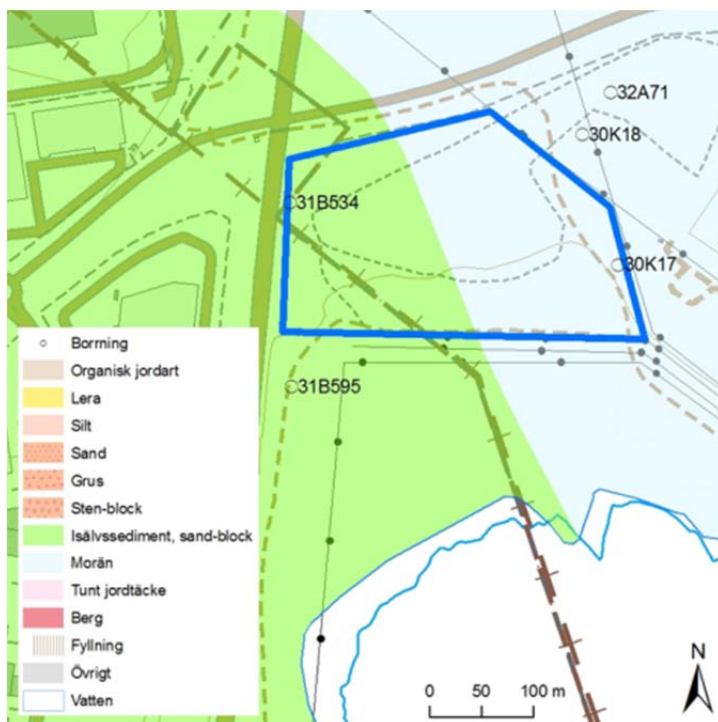 32A71
30K18
31B534
30K17
31B595
Borrning
Organisk jordart
Lera
Silt
Sand
Grus
Sten-block
Isälvssediment, sand-block
Morän
Tunt jordtäcke
Berg
Fyllning
Övrigt
Vatten
N
0 50 100 m